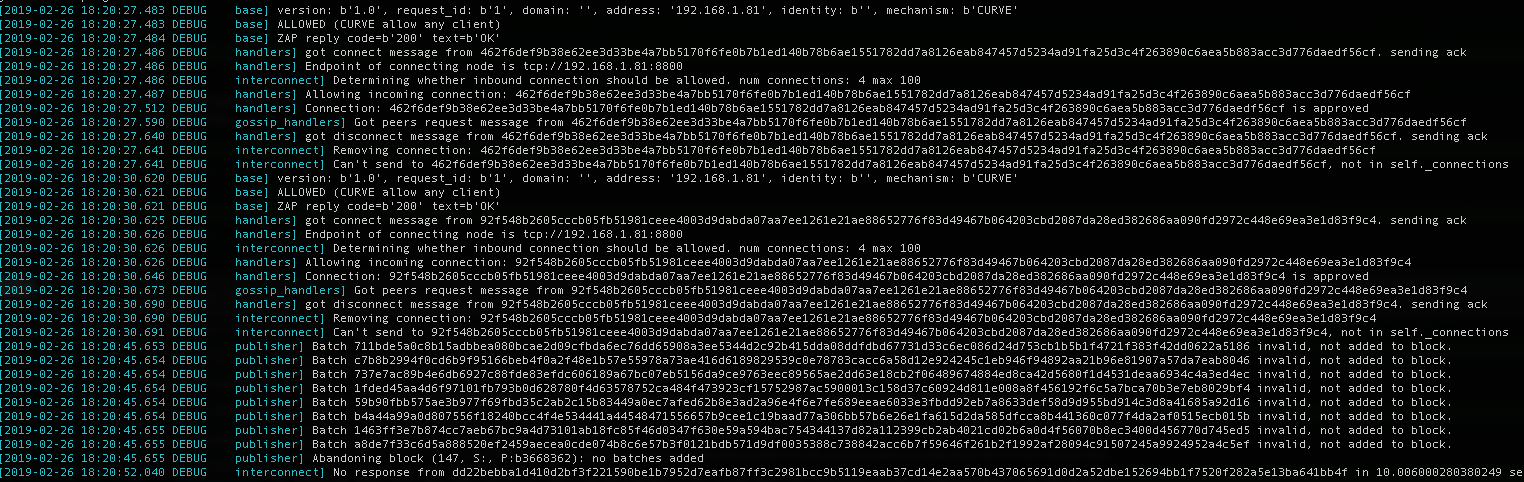 [2019-02-26 18:20:27.483 DEBUG base] version: b'1.0', request_id: b'1', domain: '', address: '192.168.1.81', identity: b'', mechanism: b'CURVE'
[2019-02-26 18:20:27.483 DEBUG base] ALLOWED (CURVE allow any client)
[2019-02-26 18:20:27.484 DEBUG base] ZAP reply code=b'200' text=b'OK'
[2019-02-26 18:20:27.486 DEBUG handlers] got connect message from 462f6def9b38e62ee3d33be4a7bb5170f6fe0b7b1ed140b78b6ae1551782dd7a8126eab847457d5234ad91fa25d3c4f263890c6aea5b883acc3d776daedf56cf. sending ack
[2019-02-26 18:20:27.486 DEBUG handlers] Endpoint of connecting node is tcp://192.168.1.81:8800
[2019-02-26 18:20:27.486 DEBUG interconnect] Determining whether inbound connection should be allowed. num connections: 4 max 100
[2019-02-26 18:20:27.487 DEBUG handlers] Allowing incoming connection: 462f6def9b38e62ee3d33be4a7bb5170f6fe0b7b1ed140b78b6ae1551782dd7a8126eab847457d5234ad91fa25d3c4f263890c6aea5b883acc3d776daedf56cf
[2019-02-26 18:20:27.512 DEBUG handlers] Connection: 462f6def9b38e62ee3d33be4a7bb5170f6fe0b7b1ed140b78b6ae1551782dd7a8126eab847457d5234ad91fa25d3c4f263890c6aea5b883acc3d776daedf56cf is approved
[2019-02-26 18:20:27.590 DEBUG gossip_handlers] Got peers request message from 462f6def9b38e62ee3d33be4a7bb5170f6fe0b7b1ed140b78b6ae1551782dd7a8126eab847457d5234ad91fa25d3c4f263890c6aea5b883acc3d776daedf56cf
[2019-02-26 18:20:27.640 DEBUG handlers] got disconnect message from 462f6def9b38e62ee3d33be4a7bb5170f6fe0b7b1ed140b78b6ae1551782dd7a8126eab847457d5234ad91fa25d3c4f263890c6aea5b883acc3d776daedf56cf. sending ack
[2019-02-26 18:20:27.641 DEBUG interconnect] Removing connection: 462f6def9b38e62ee3d33be4a7bb5170f6fe0b7b1ed140b78b6ae1551782dd7a8126eab847457d5234ad91fa25d3c4f263890c6aea5b883acc3d776daedf56cf
[2019-02-26 18:20:27.641 DEBUG interconnect] Can't send to 462f6def9b38e62ee3d33be4a7bb5170f6fe0b7b1ed140b78b6ae1551782dd7a8126eab847457d5234ad91fa25d3c4f263890c6aea5b883acc3d776daedf56cf, not in self._connections
[2019-02-26 18:20:30.620 DEBUG base] version: b'1.0', request_id: b'1', domain: '', address: '192.168.1.81', identity: b'', mechanism: b'CURVE'
[2019-02-26 18:20:30.621 DEBUG base] ALLOWED (CURVE allow any client)
[2019-02-26 18:20:30.621 DEBUG base] ZAP reply code=b'200' text=b'OK'
[2019-02-26 18:20:30.625 DEBUG handlers] got connect message from 92f548b2605cccb05fb51981ceee4003d9dabda07aa7ee1261e21ae88652776f83d49467b064203cbd2087da28ed382686aa090fd2972c448e69ea3e1d83f9c4. sending ack
[2019-02-26 18:20:30.626 DEBUG handlers] Endpoint of connecting node is tcp://192.168.1.81:8800
[2019-02-26 18:20:30.626 DEBUG interconnect] Determining whether inbound connection should be allowed. num connections: 4 max 100
[2019-02-26 18:20:30.626 DEBUG handlers] Allowing incoming connection: 92f548b2605cccb05fb51981ceee4003d9dabda07aa7ee1261e21ae88652776f83d49467b064203cbd2087da28ed382686aa090fd2972c448e69ea3e1d83f9c4
[2019-02-26 18:20:30.646 DEBUG handlers] Connection: 92f548b2605cccb05fb51981ceee4003d9dabda07aa7ee1261e21ae88652776f83d49467b064203cbd2087da28ed382686aa090fd2972c448e69ea3e1d83f9c4 is approved
[2019-02-26 18:20:30.673 DEBUG gossip_handlers] Got peers request message from 92f548b2605cccb05fb51981ceee4003d9dabda07aa7ee1261e21ae88652776f83d49467b064203cbd2087da28ed382686aa090fd2972c448e69ea3e1d83f9c4
[2019-02-26 18:20:30.690 DEBUG handlers] got disconnect message from 92f548b2605cccb05fb51981ceee4003d9dabda07aa7ee1261e21ae88652776f83d49467b064203cbd2087da28ed382686aa090fd2972c448e69ea3e1d83f9c4. sending ack
[2019-02-26 18:20:30.690 DEBUG interconnect] Removing connection: 92f548b2605cccb05fb51981ceee4003d9dabda07aa7ee1261e21ae88652776f83d49467b064203cbd2087da28ed382686aa090fd2972c448e69ea3e1d83f9c4
[2019-02-26 18:20:30.691 DEBUG interconnect] Can't send to 92f548b2605cccb05fb51981ceee4003d9dabda07aa7ee1261e21ae88652776f83d49467b064203cbd2087da28ed382686aa090fd2972c448e69ea3e1d83f9c4, not in self._connections
[2019-02-26 18:20:45.653 DEBUG publisher] Batch 711bde5a0c8b15adbbea080bcae2d09cfbda6ec76dd65908a3ee5344d2c92b415dda08ddfdbd67731d33c6ec086d24d753cb1b5b1f4721f383f42dd0622a5186 invalid, not added to block.
[2019-02-26 18:20:45.654 DEBUG publisher] Batch c7b8b2994f0cd6b9f95166beb4f0a2f48e1b57e55978a73ae416d6189829539c0e78783cacc6a58d12e924245c1eb946f94892aa21b96e81907a57da7eab8046 invalid, not added to block.
[2019-02-26 18:20:45.654 DEBUG publisher] Batch 737e7ac89b4e6db6927c88fde83efdc606189a67bc07eb5156da9ce9763eec89565ae2dd63e18cb2f06489674884ed8ca42d5680f1d4531deaa6934c4a3ed4ec invalid, not added to block.
[2019-02-26 18:20:45.654 DEBUG publisher] Batch 1fded45aa4d6f97101fb793b0d628780f4d63578752ca484f473923cf15752987ac5900013c158d37c60924d811e008a8f456192f6c5a7bca70b3e7eb8029bf4 invalid, not added to block.
[2019-02-26 18:20:45.654 DEBUG publisher] Batch 59b90fbb575ae3b977f69fbd35c2ab2c15b83449a0ec7afed62b8e3ad2a96e4f6e7fe689eeae6033e3fbdd92eb7a8633def58d9d955bd914c3d8a41685a92d16 invalid, not added to block.
[2019-02-26 18:20:45.654 DEBUG publisher] Batch b4a44a99a0d807556f18240bcc4f4e534441a44548471556657b9cee1c19baad77a306bb57b6e26e1fa615d2da585dfcca8b441360c077f4da2af0515ecb015b invalid, not added to block.
[2019-02-26 18:20:45.655 DEBUG publisher] Batch 1463ff3e7b874cc7aeb67bc9a4d73101ab18fc85f46d0347f630e59a594bac754344137d82a112399cb2ab4021cd02b6a0d4f56070b8ec3400d456770d745ed5 invalid, not added to block.
[2019-02-26 18:20:45.655 DEBUG publisher] Batch a8de7f33c6d5a888520ef2459aecea0cde074b8c6e57b3f0121bdb571d9df0035388c738842acc6b7f59646f261b2f1992af28094c91507245a9924952a4c5ef invalid, not added to block.
[2019-02-26 18:20:45.655 DEBUG publisher] Abandoning block (147, S:, P:b3668362): no batches added
[2019-02-26 18:20:52.040 DEBUG interconnect] No response from dd22bebba1d410d2bf3f221590be1b7952d7eafb87ff3c2981bcc9b5119eaab37cd14e2aa570b437065691d0d2a52dbe152694bb1f7520f282a5e13ba641bb4f in 10.006000280380249 se